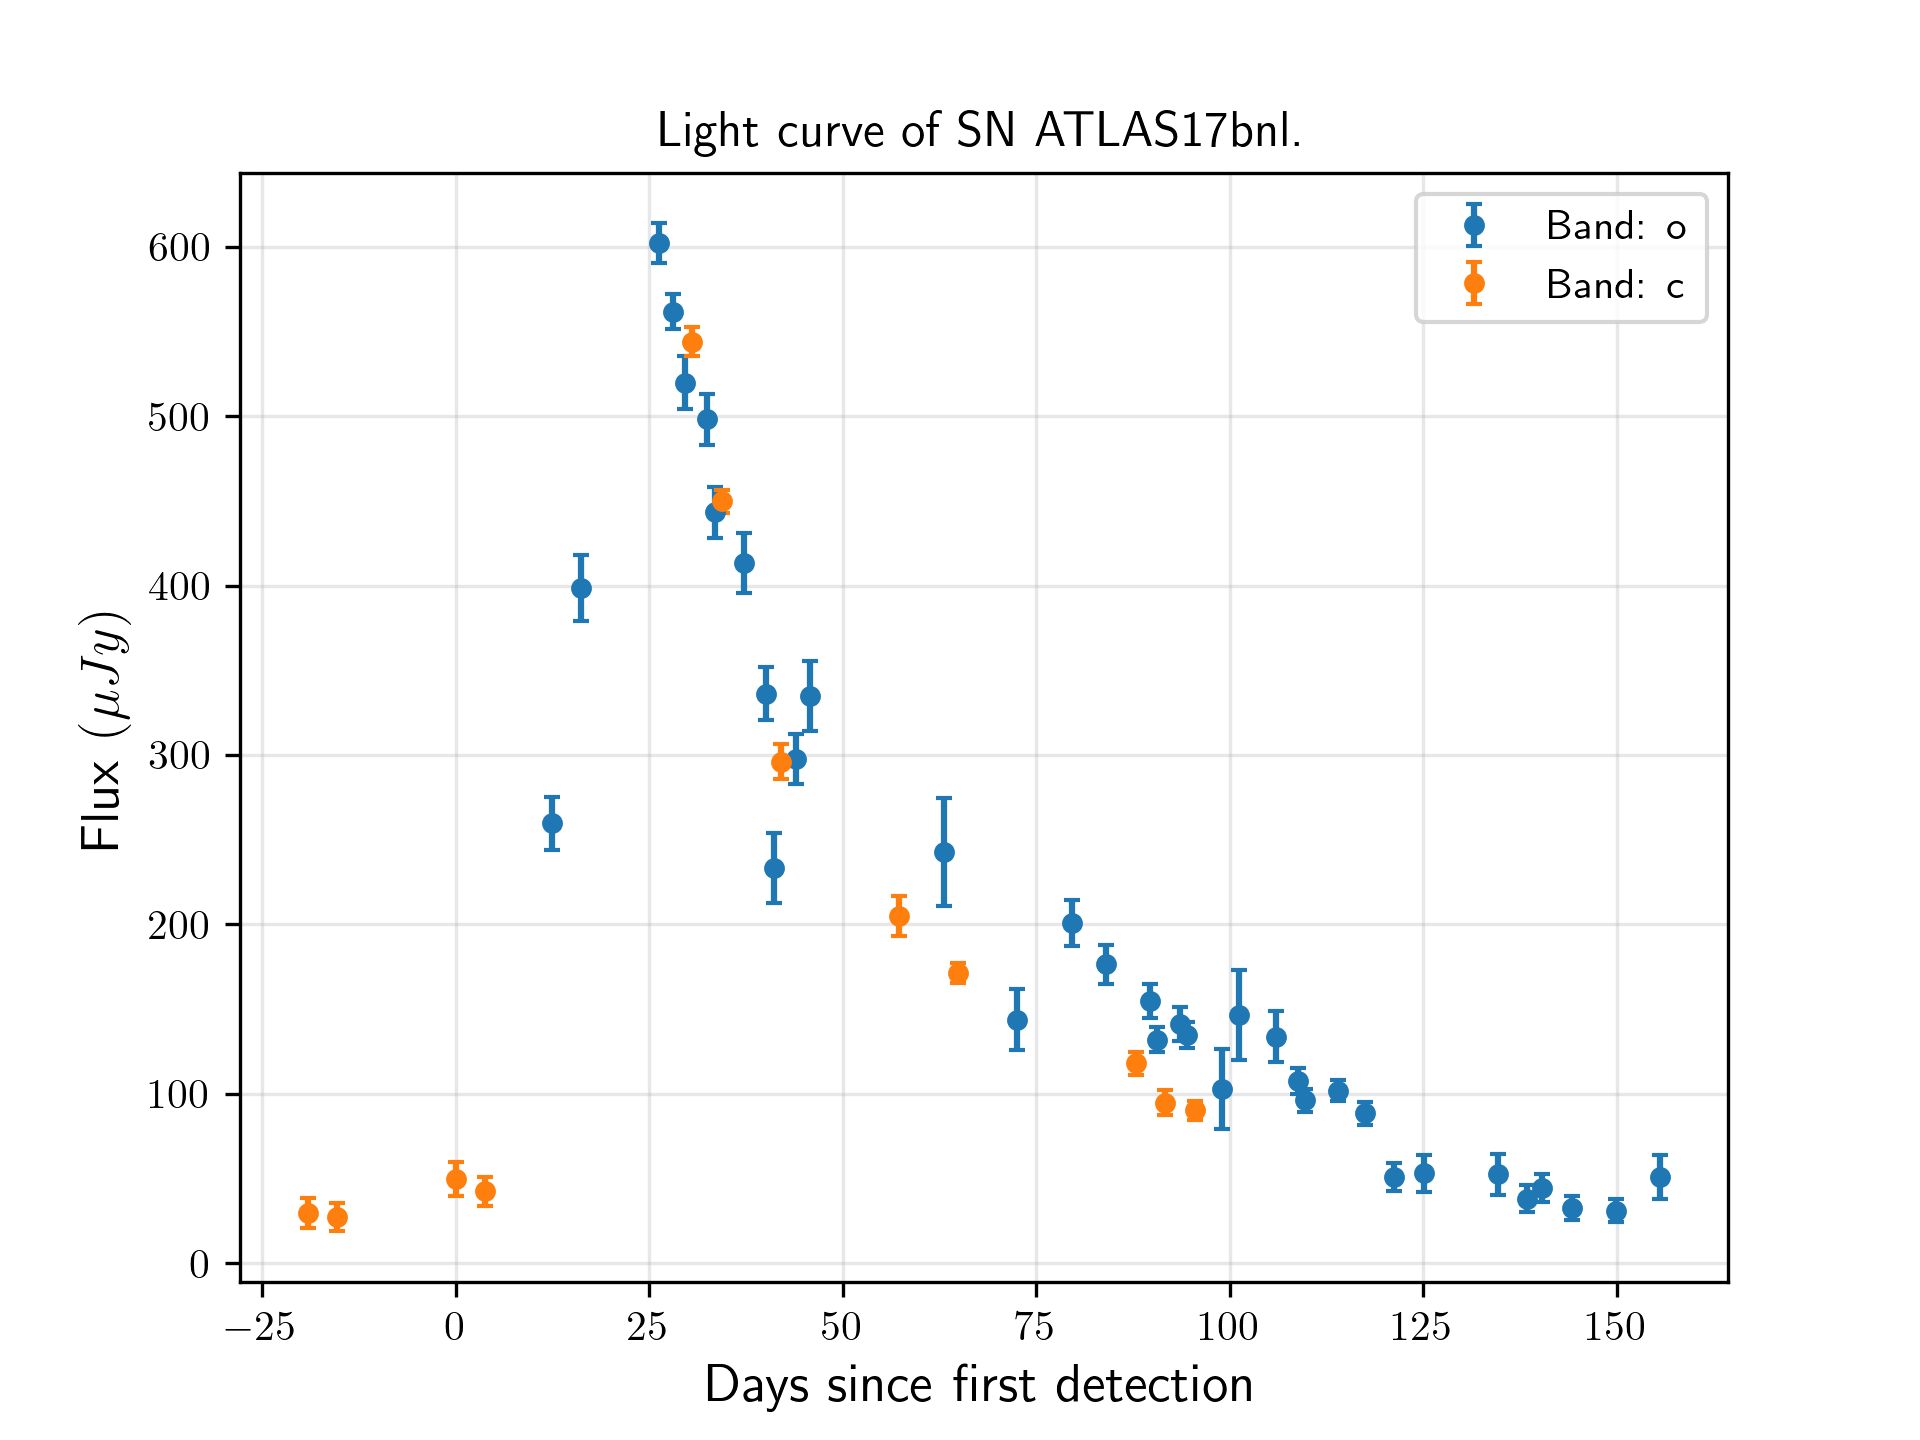 Light curve of SN ATLAS17bnl.
Band: o
Band: c
600
500
400
300
200
100
0
Flux (μJy)
−25 0 25 50 75 100 125 150
Days since first detection